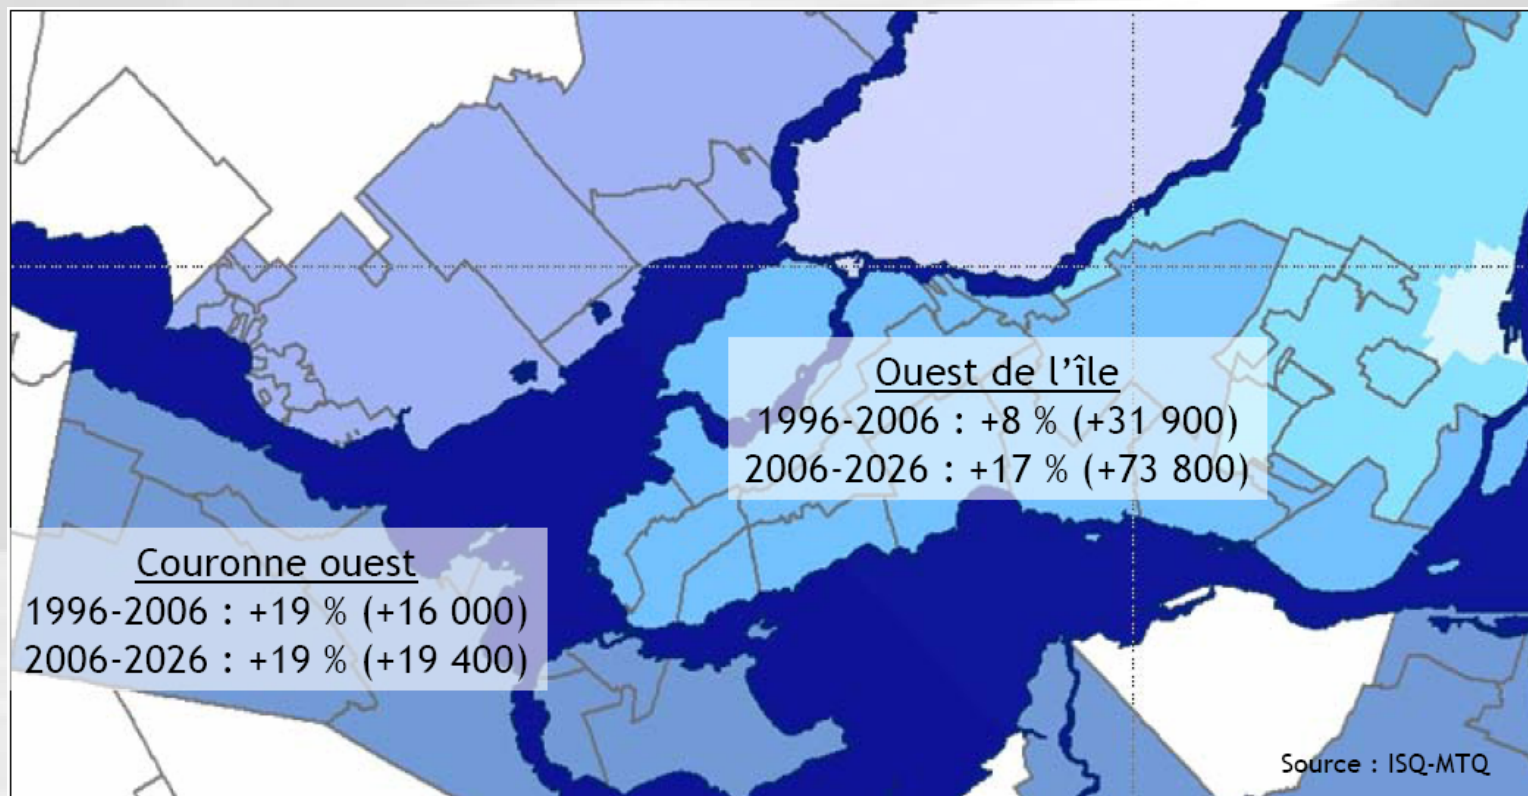 Ouest de l’île
1996-2006 : +8 % (+31 900)
2006-2026 : +17 % (+73 800)
Couronne ouest
1996-2006 : +19 % (+16 000)
2006-2026 : +19 % (+19 400)
Source : ISQ-MTQ